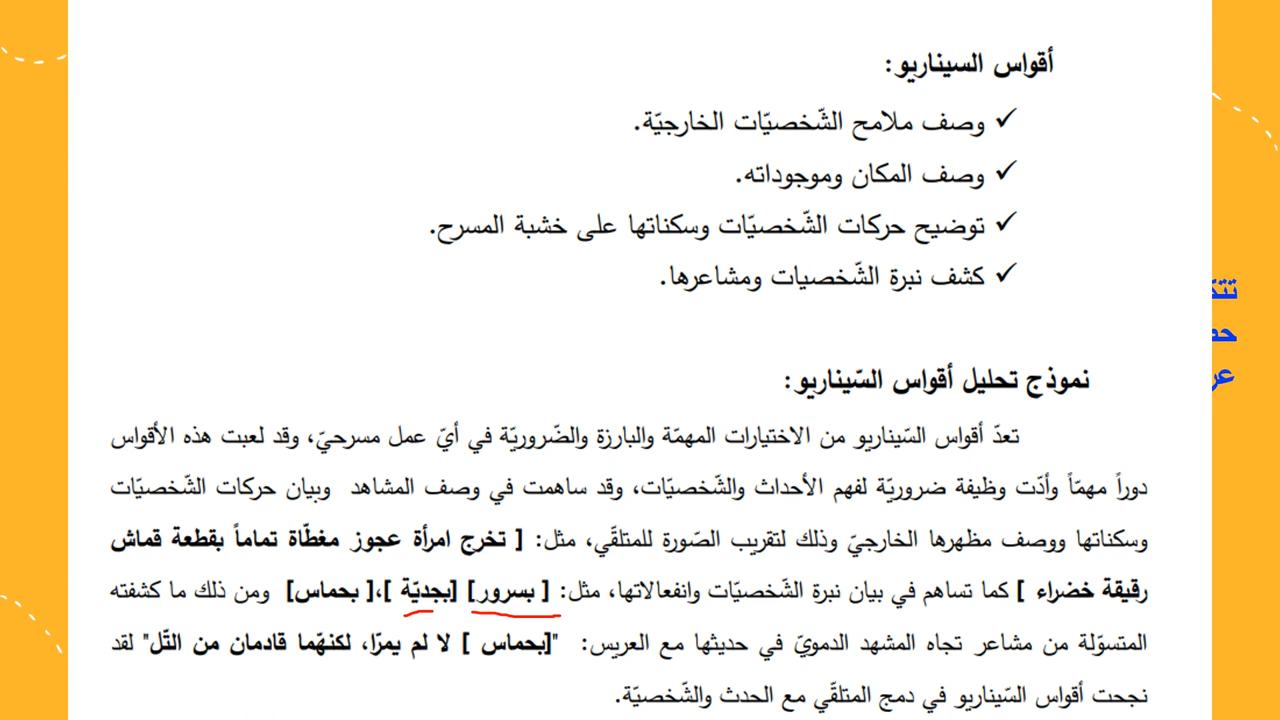 أقواس السيناريو:
✓ وصف ملامح الشّخصيّات الخارجيّة.
✓ وصف المكان وموجوداته.
✓ توضيح حركات الشّخصيّات وسكناتها على خشبة المسرح.
✓ كشف نبرة الشّخصيات ومشاعرها.
نموذج تحليل أقواس السّيناريو:
تعدّ أقواس السّيناريو من الاختيارات المهمّة والبارزة والضّروريّة في أيّ عمل مسرحيّ، وقد لعبت هذه الأقواس
دوراً مهمّاً وأدّت وظيفة ضروريّة لفهم الأحداث والشّخصيّات، وقد ساهمت في وصف المشاهد وبيان حركات الشّخصيّات
وسكناتها ووصف مظهرها الخارجيّ وذلك لتقريب الصّورة للمتلقّي، مثل: [ تخرج امرأة عجوز مغطّاة تماماً بقطعة قماش
رقيقة خضراء ] كما تساهم في بيان نبرة الشّخصيّات وانفعالاتها، مثل: [ بسرور] [بجديّة ]،[ بحماس] ومن ذلك ما كشفته
المتسوّلة من مشاعر تجاه المشهد الدمويّ في حديثها مع العريس: "[بحماس ] لا لم يمرّا، لكنهّما قادمان من التّل" لقد
نجحت أقواس السّيناريو في دمج المتلقّي مع الحدث والشّخصيّة.